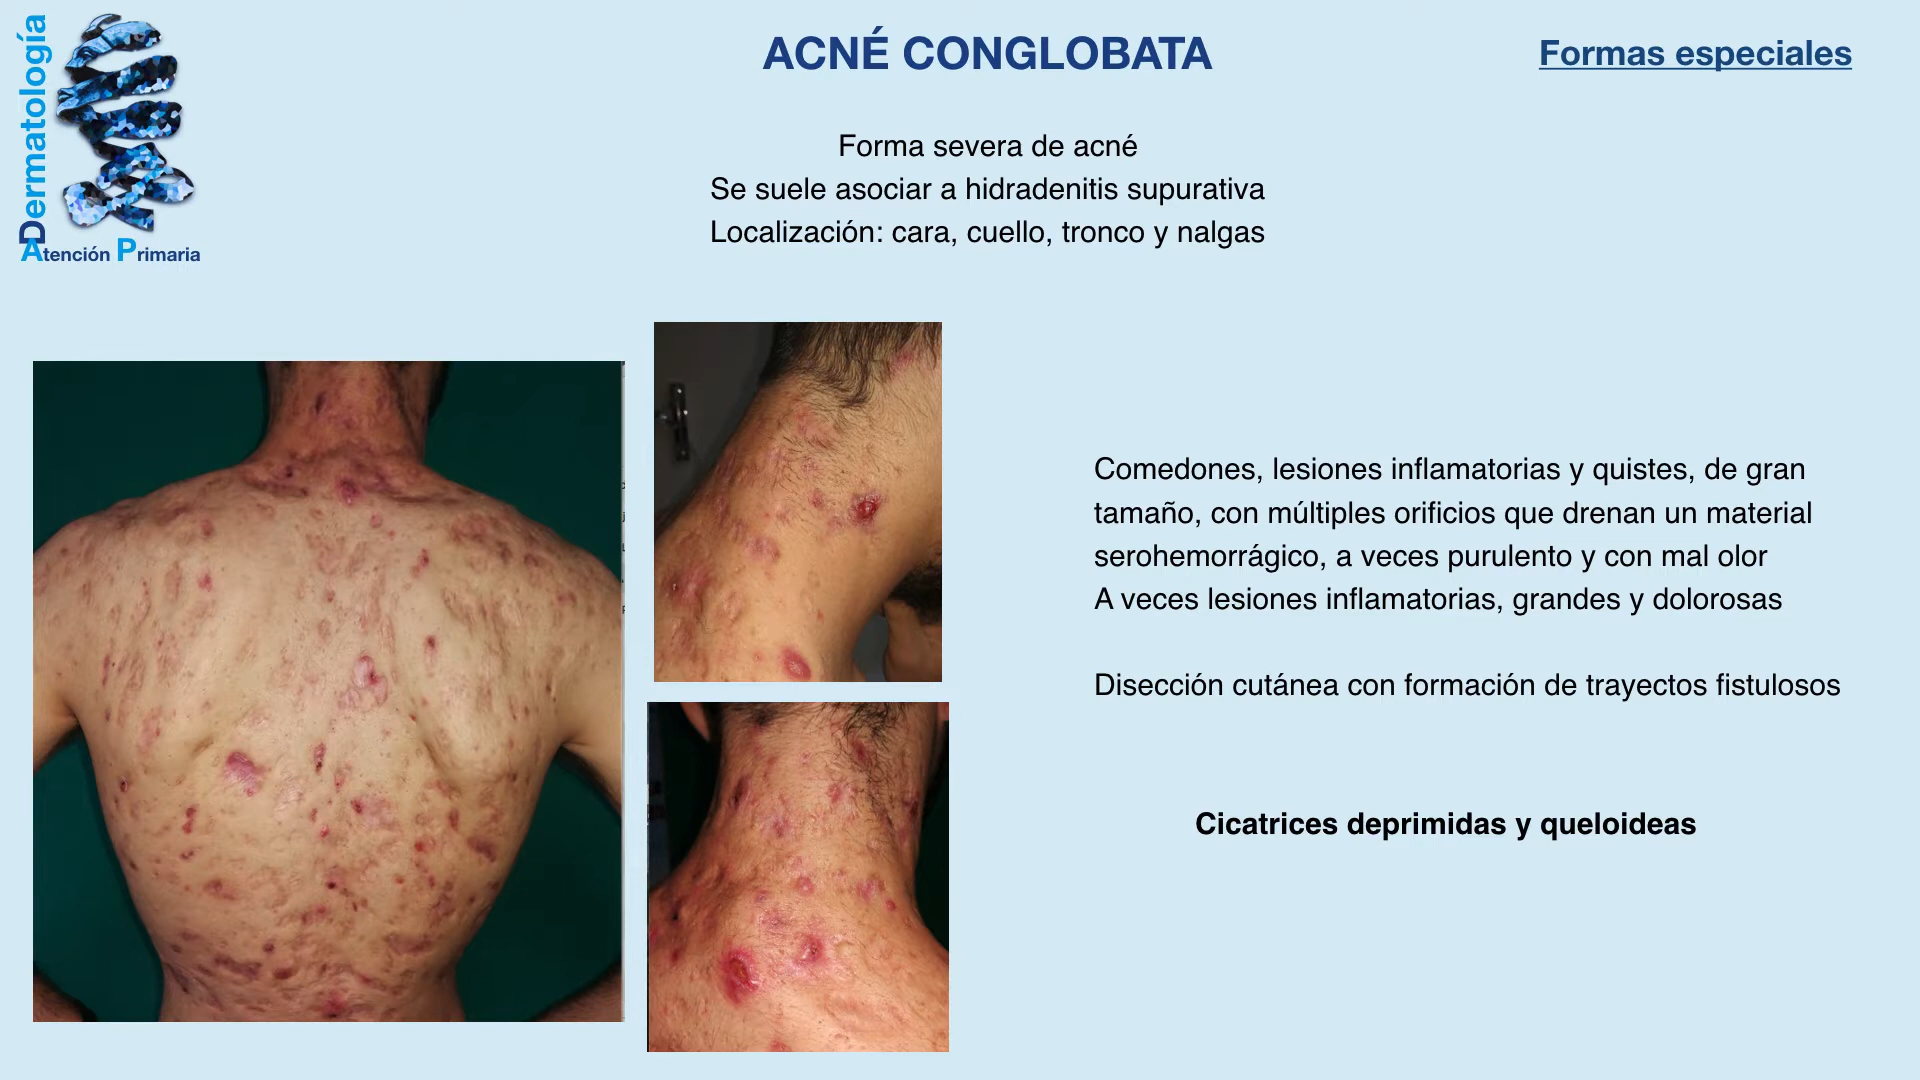 Dermatología
Atención Primaria
ACNÉ CONGLOBATA
Formas especiales
Forma severa de acné
Se suele asociar a hidradenitis supurativa
Localización: cara, cuello, tronco y nalgas
Comedones, lesiones inflamatorias y quistes, de gran
tamaño, con múltiples orificios que drenan un material
serohemorrágico, a veces purulento y con mal olor
A veces lesiones inflamatorias, grandes y dolorosas
Disección cutánea con formación de trayectos fistulosos
Cicatrices deprimidas y queloideas